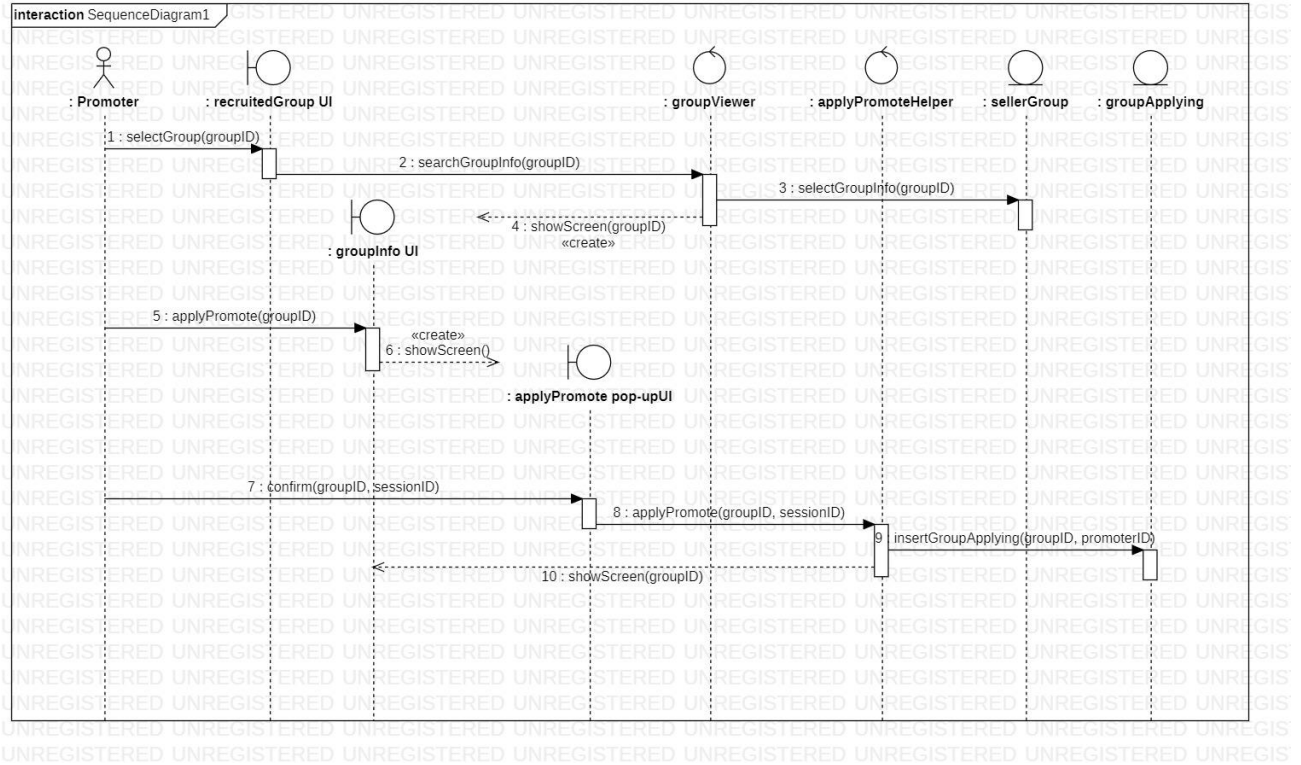 interaction SequenceDiagram1
: Promoter
: recruitedGroup UI
: groupViewer
: applyPromoteHelper
: sellerGroup
: groupApplying
1 : selectGroup(groupID)
2 : searchGroupInfo(groupID)
3 : selectGroupInfo(groupID)
4 : showScreen(groupID)
«create»
: groupInfo UI
5 : applyPromote(groupID)
«create»
6 : showScreen()
: applyPromote pop-upUI
7 : confirm(groupID, sessionID)
8 : applyPromote(groupID, sessionID)
9 : insertGroupApplying(groupID, promoterID)
10 : showScreen(groupID)
UNREGISTERED